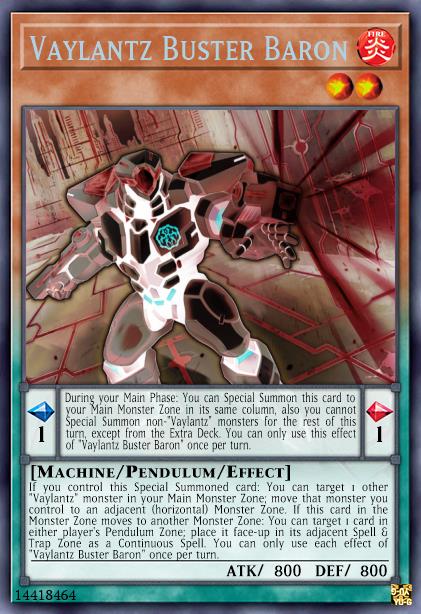 VAYLANTZ BUSTER BARON
FIRE
炎
During your Main Phase: You can Special Summon this card to
your Main Monster Zone in its same column, also you cannot
Special Summon non-"Vaylantz" monsters for the rest of this
turn, except from the Extra Deck. You can only use this effect
of "Vaylantz Buster Baron" once per turn.
1
1
[MACHINE/PENDULUM/EFFECT]
If you control this Special Summoned card: You can target 1 other
"Vaylantz" monster in your Main Monster Zone; move that monster you
control to an adjacent (horizontal) Monster Zone. If this card in the
Monster Zone moves to another Monster Zone: You can target 1 card in
either player's Pendulum Zone; place it face-up in its adjacent Spell &
Trap Zone as a Continuous Spell. You can only use each effect of
"Vaylantz Buster Baron" once per turn.
ATK/ 800 DEF/ 800
14418464